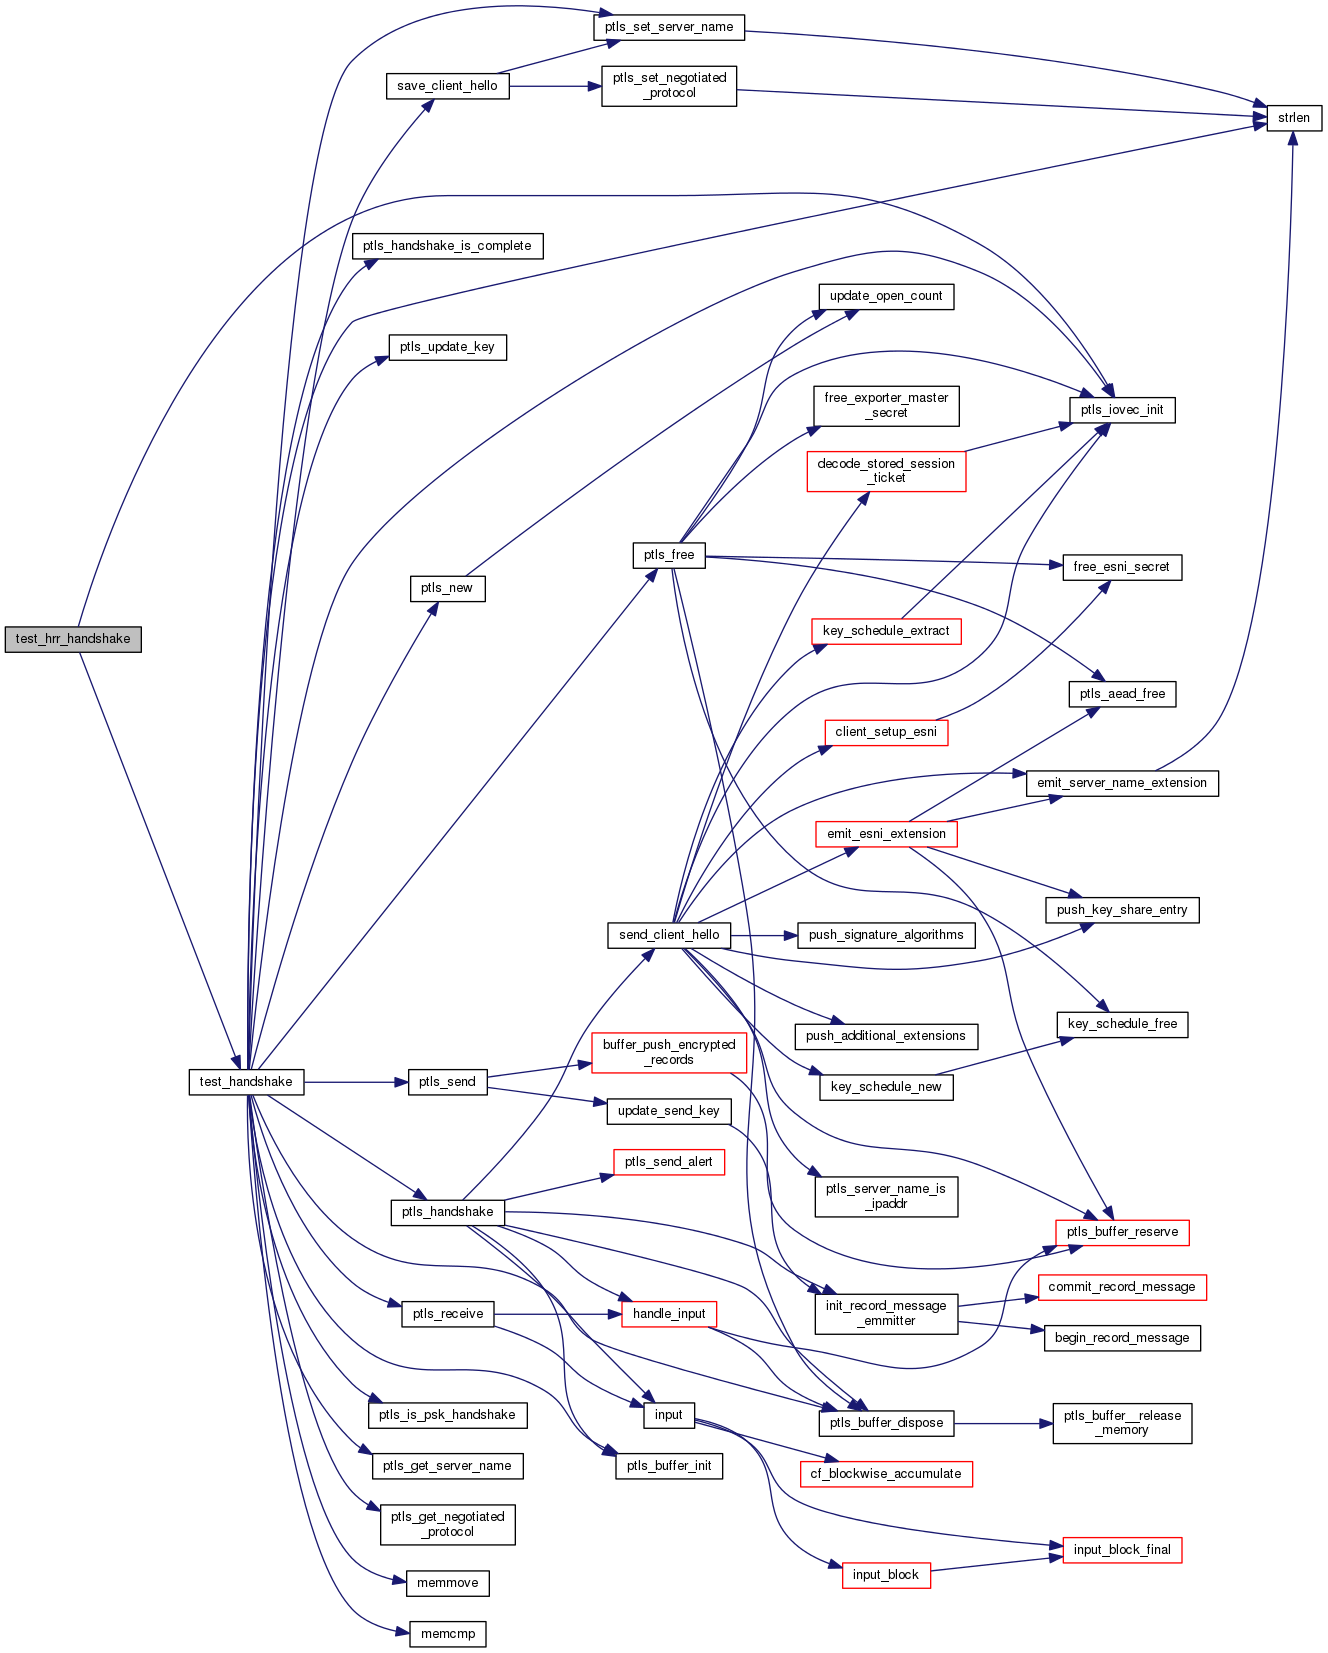 ptls_set_server_name
save_client_hello
ptls_set_negotiated
_protocol
strlen
ptls_handshake_is_complete
update_open_count
ptls_update_key
free_exporter_master
_secret
ptls_iovec_init
decode_stored_session
_ticket
ptls_free
free_esni_secret
ptls_new
test_hrr_handshake
key_schedule_extract
ptls_aead_free
client_setup_esni
emit_server_name_extension
emit_esni_extension
push_key_share_entry
send_client_hello
push_signature_algorithms
key_schedule_free
push_additional_extensions
buffer_push_encrypted
_records
test_handshake
ptls_send
key_schedule_new
update_send_key
ptls_send_alert
ptls_server_name_is
_ipaddr
ptls_handshake
ptls_buffer_reserve
commit_record_message
ptls_receive
handle_input
init_record_message
_emmitter
begin_record_message
ptls_is_psk_handshake
input
ptls_buffer_dispose
ptls_buffer__release
_memory
ptls_get_server_name
ptls_buffer_init
cf_blockwise_accumulate
ptls_get_negotiated
_protocol
input_block_final
memmove
input_block
memcmp